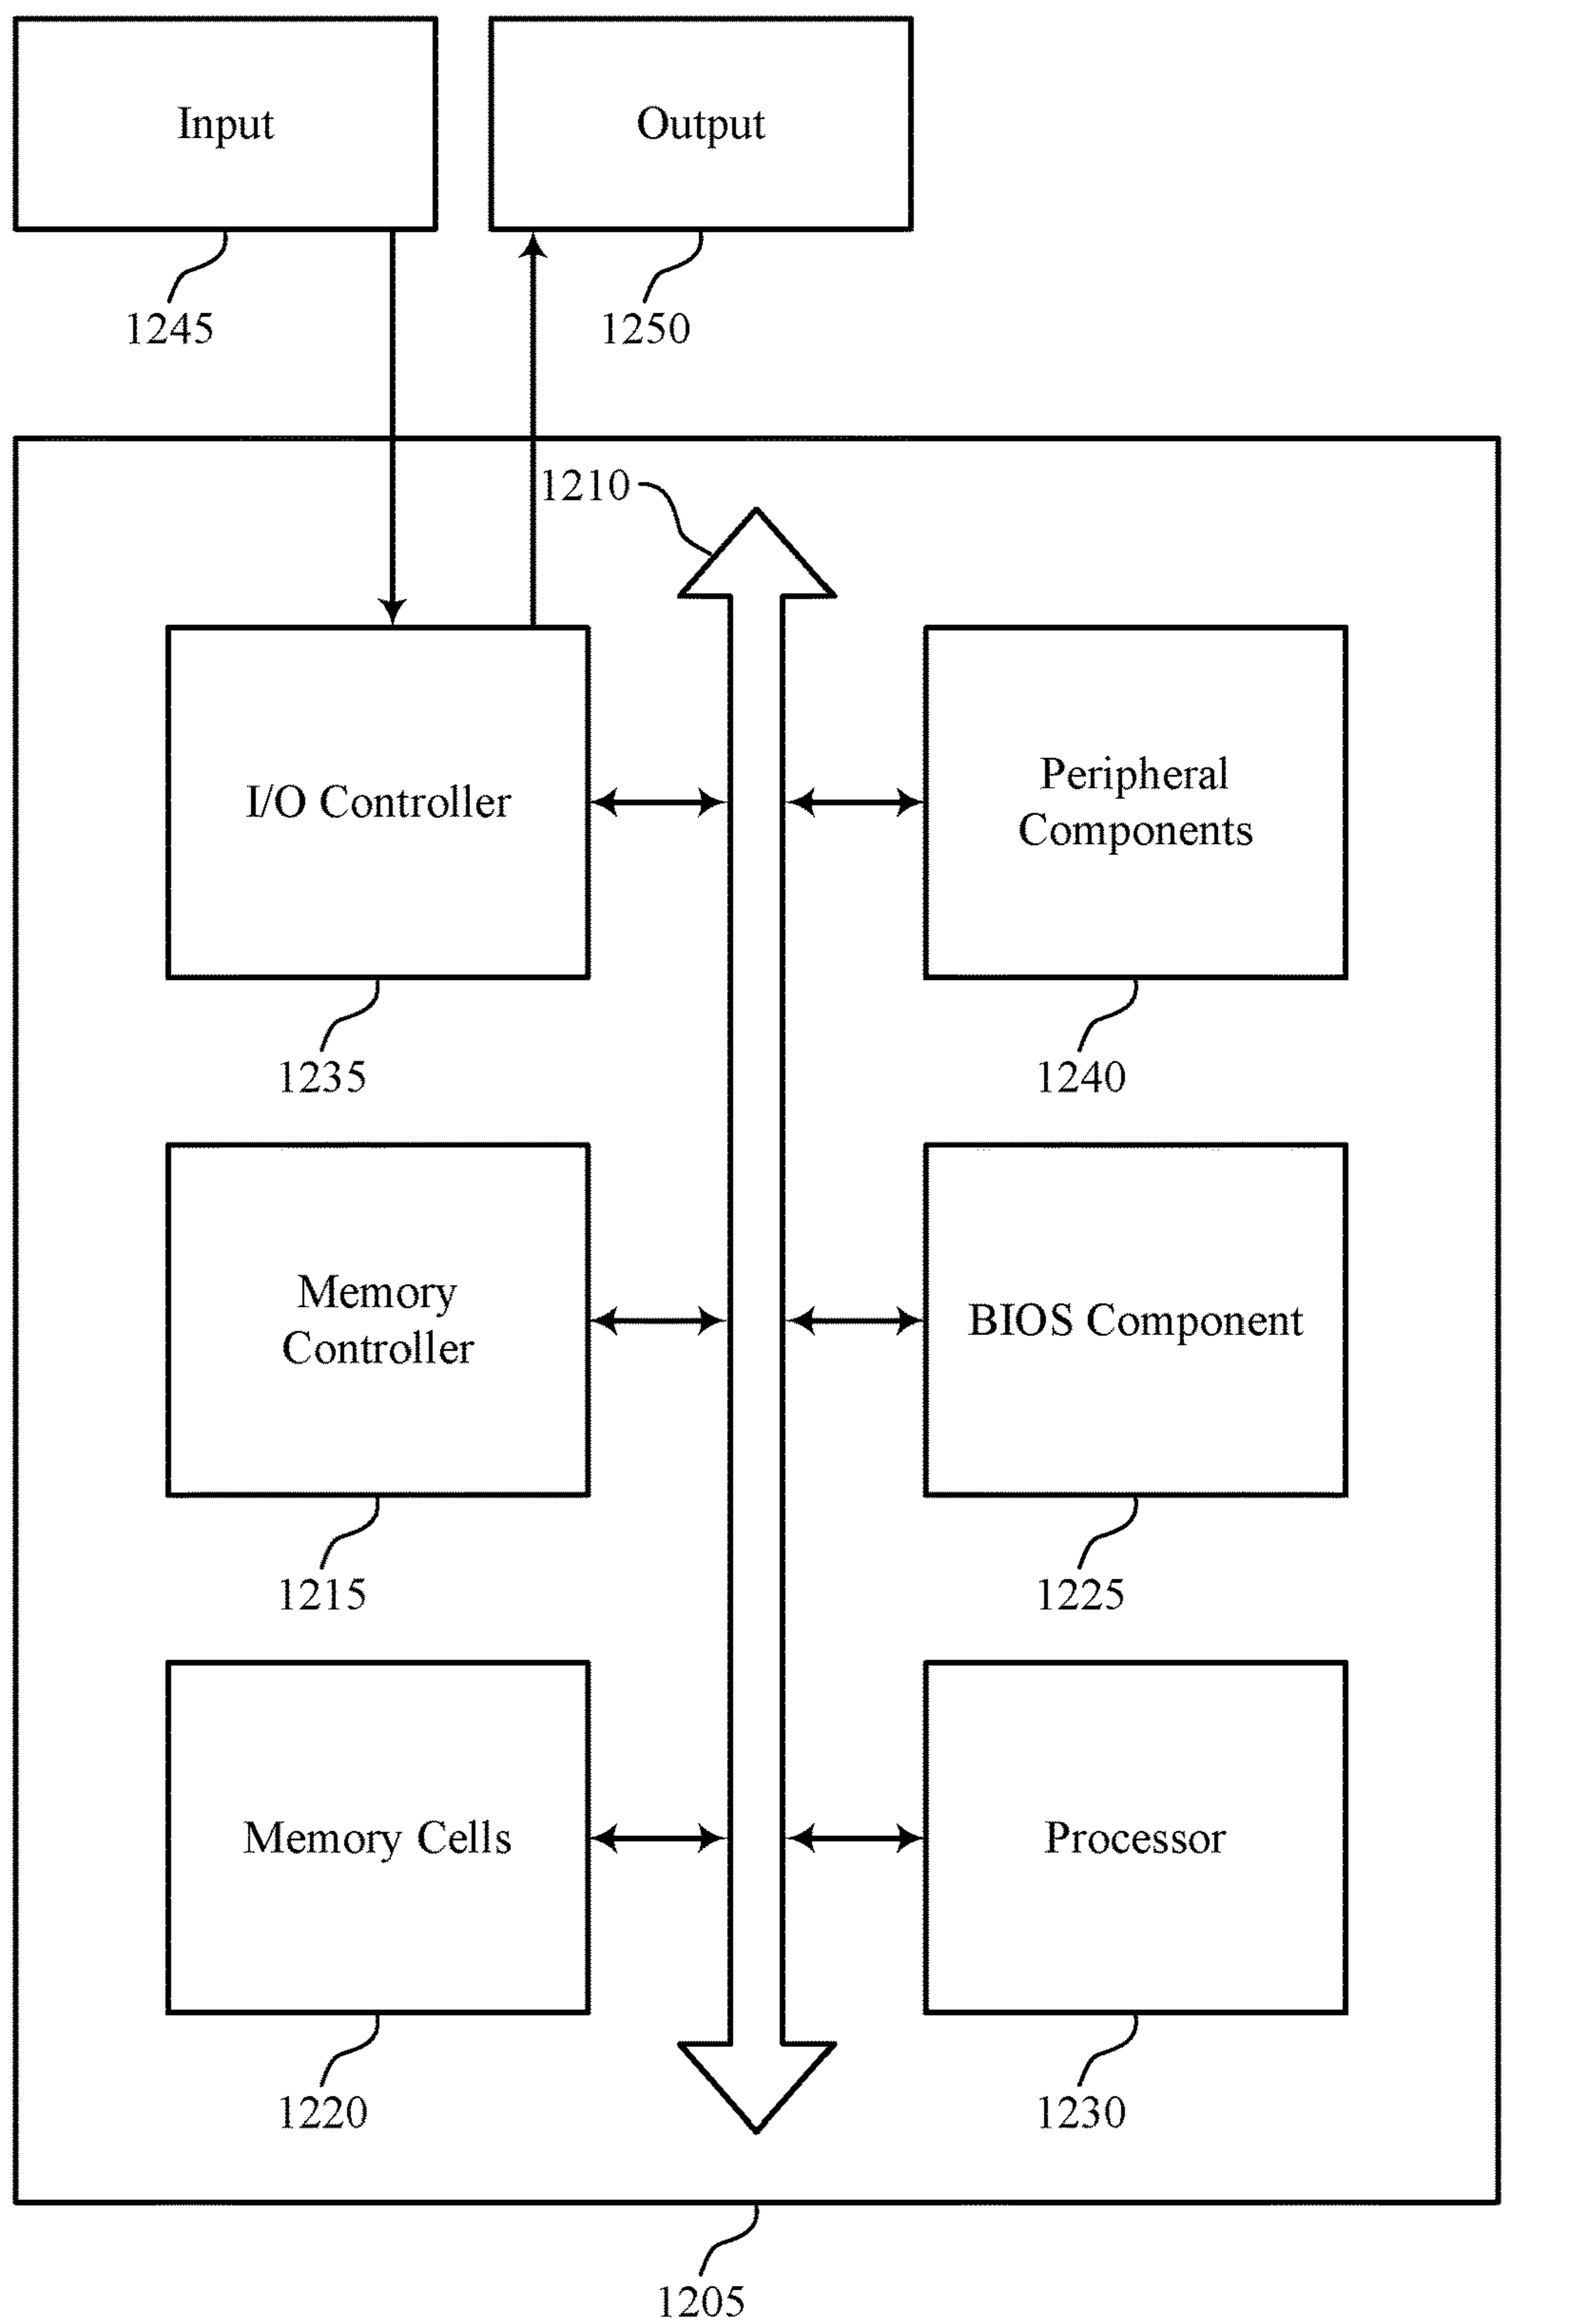 Input
Output
1245
1250
1210
I/O Controller
Peripheral
Components
1235
1240
Memory
Controller
BIOS Component
1215
1225
Memory Cells
Processor
1220
1230
1205